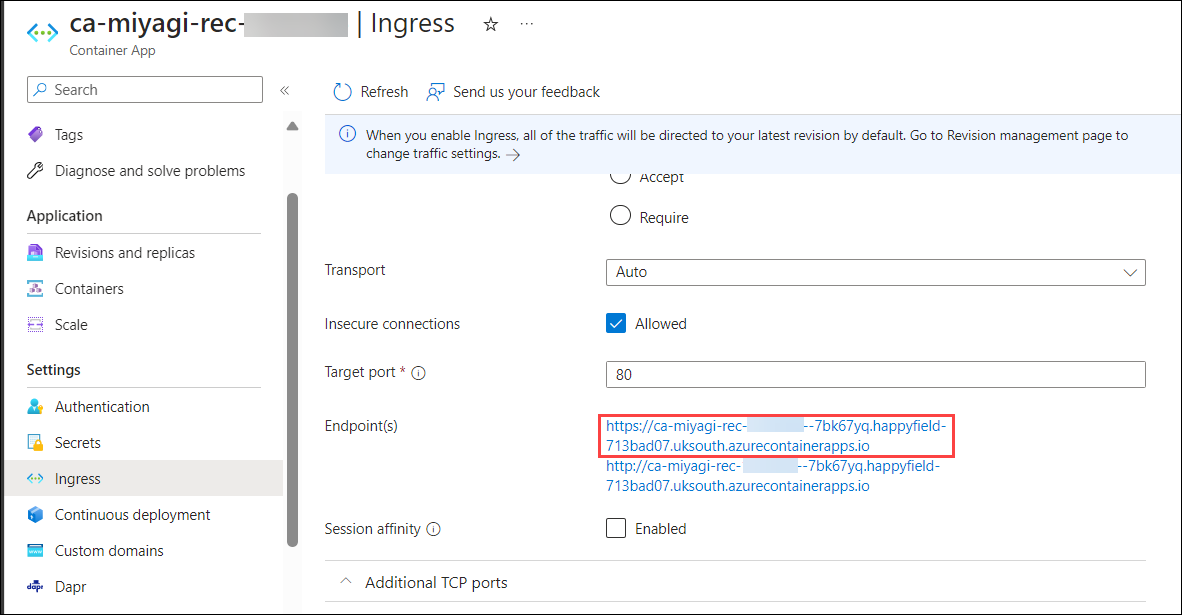 ca-miyagi-rec- | Ingress
Container App
Search
Refresh
Send us your feedback
Tags
Diagnose and solve problems
Application
Revisions and replicas
Containers
Scale
Settings
Authentication
Secrets
Ingress
Continuous deployment
Custom domains
dapr Dapr
When you enable Ingress, all of the traffic will be directed to your latest revision by default. Go to Revision management page to
change traffic settings.
Accept
Require
Transport
Auto
Insecure connections
Allowed
Target port *
80
Endpoint(s)
https://ca-miyagi-rec- --7bk67yq.happyfield-
713bad07.uksouth.azurecontainerapps.io
http://ca-miyagi-rec- --7bk67yq.happyfield-
713bad07.uksouth.azurecontainerapps.io
Session affinity
Enabled
Additional TCP ports